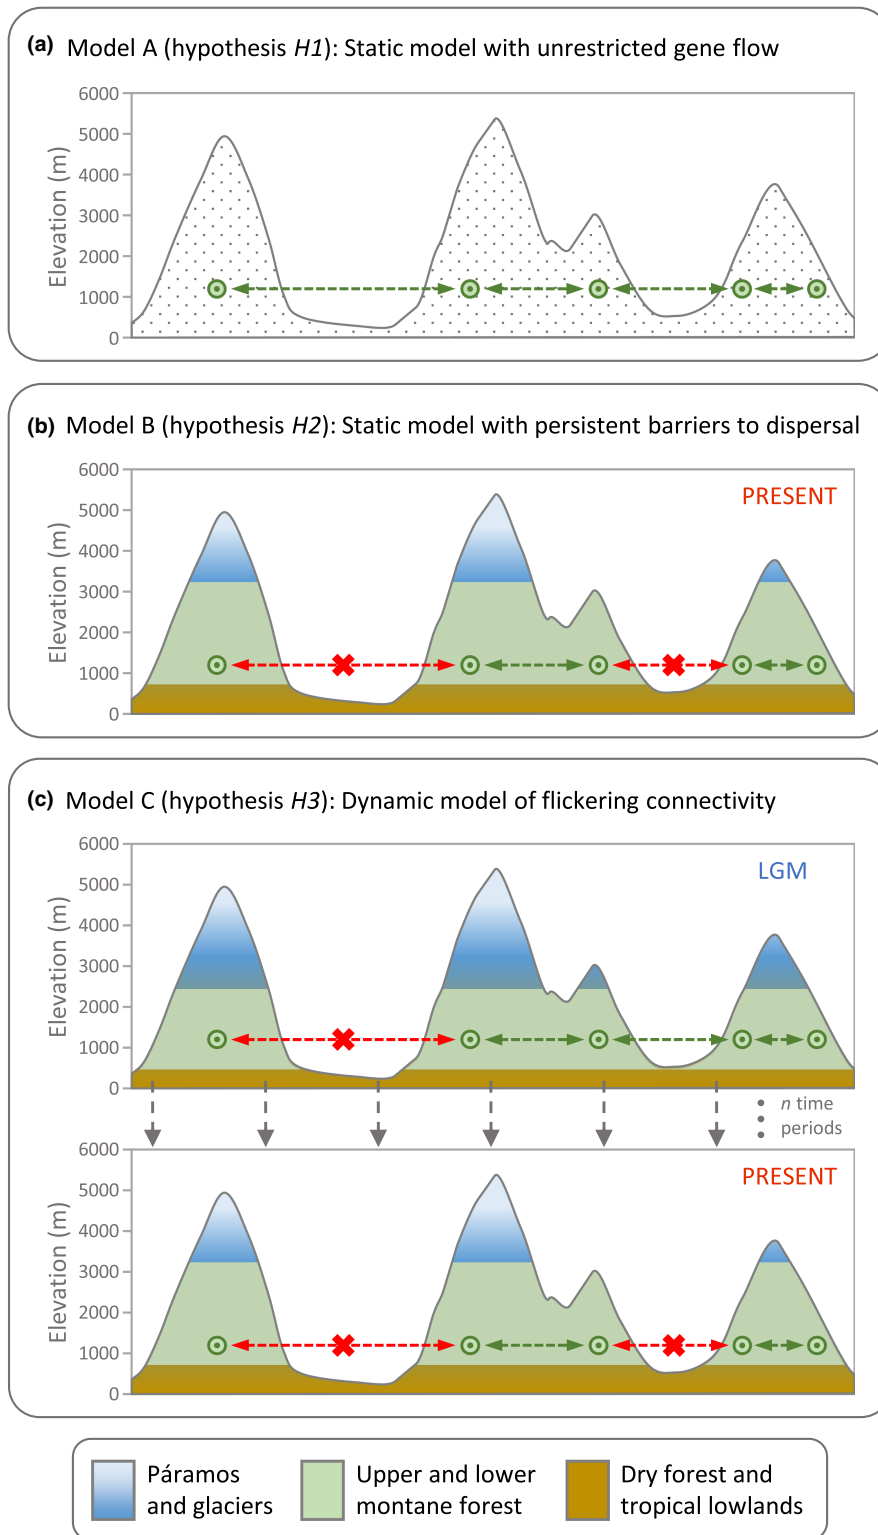 (a) Model A (hypothesis H1): Static model with unrestricted gene flow
6000
5000
4000
3000
2000
1000
0
Elevation (m)
(b) Model B (hypothesis H2): Static model with persistent barriers to dispersal
6000
5000
4000
3000
2000
1000
0
Elevation (m)
PRESENT
(c) Model C (hypothesis H3): Dynamic model of flickering connectivity
6000
5000
4000
3000
2000
1000
0
Elevation (m)
LGM
n time
periods
6000
5000
4000
3000
2000
1000
0
Elevation (m)
PRESENT
Páramos
and glaciers
Upper and lower
montane forest
Dry forest and
tropical lowlands